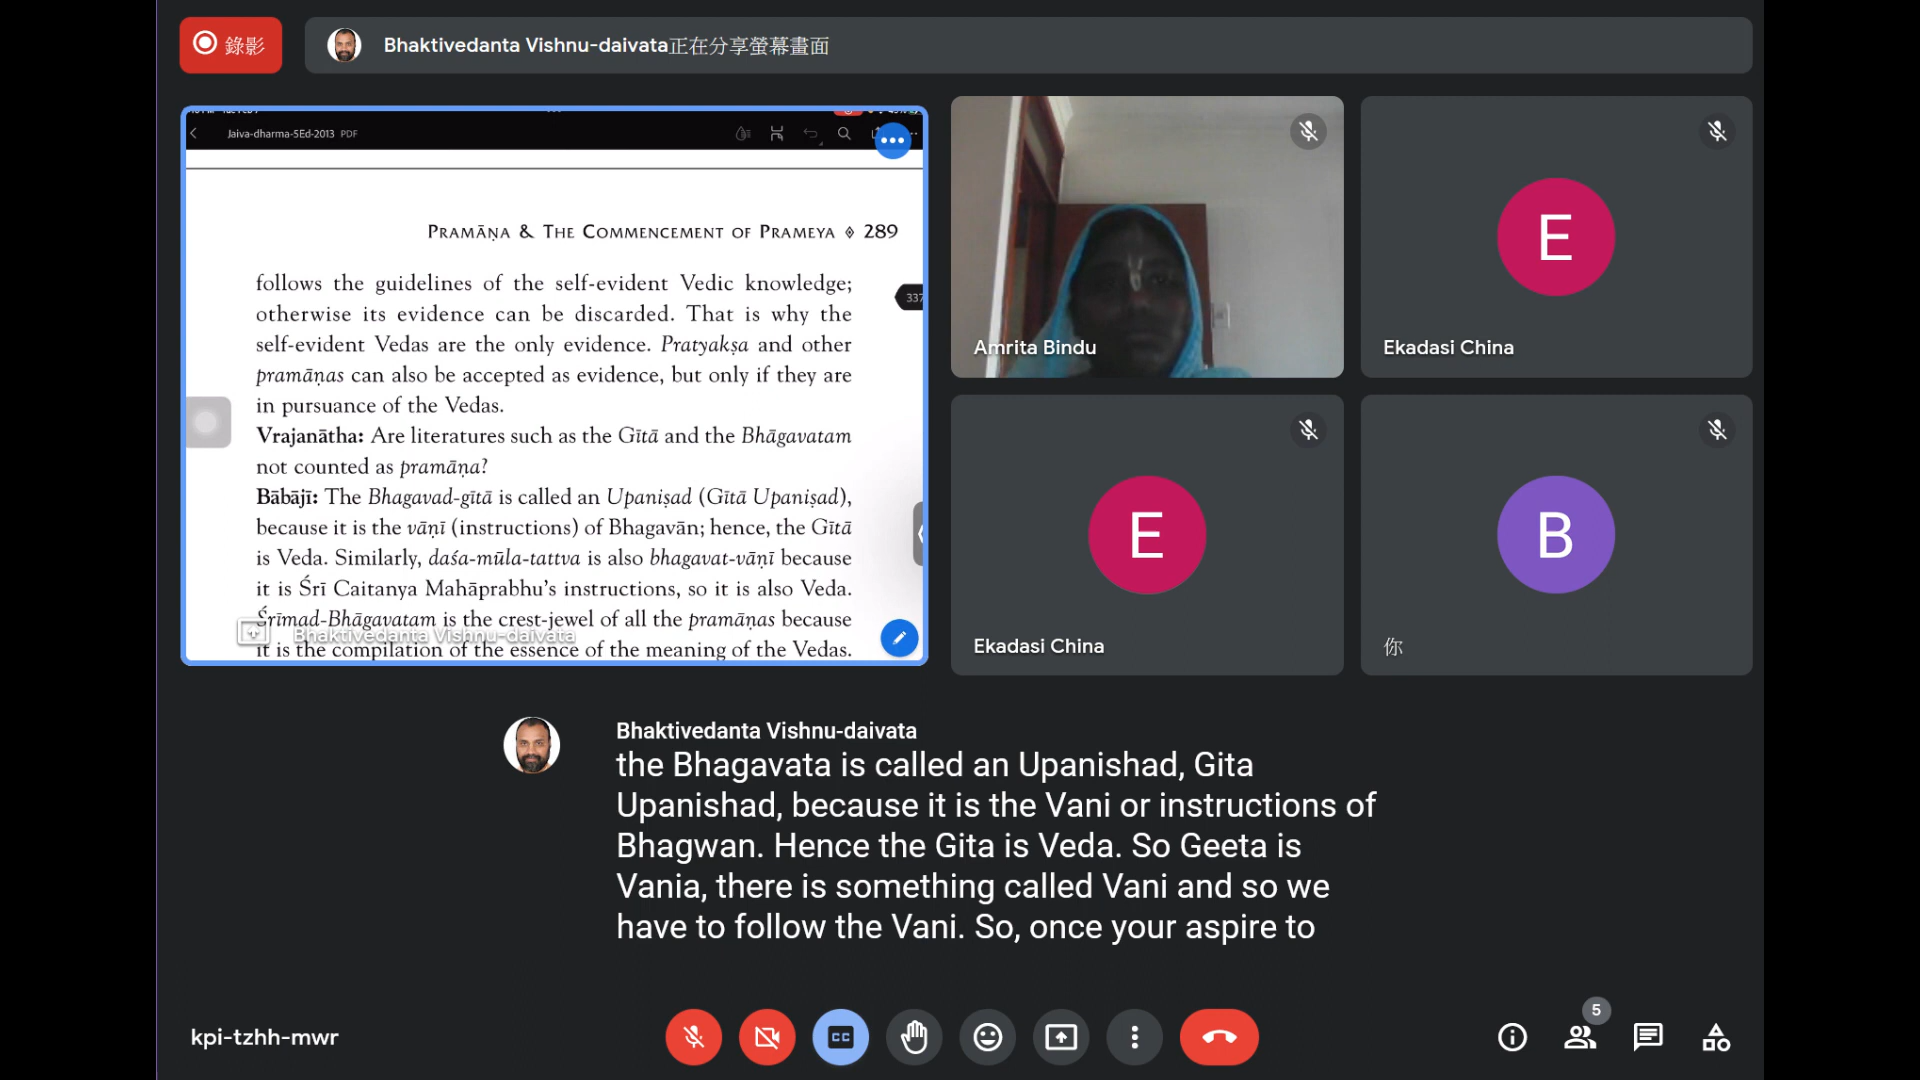 錄影
Bhaktivedanta Vishnu-daivata正在分享螢幕畫面
Jaiva-dharma-5Ed-2013 PDF
PRAMĀṆA & THE COMMENCEMENT OF PRAMEYA ◊ 289
follows the guidelines of the self-evident Vedic knowledge;
otherwise its evidence can be discarded. That is why the
self-evident Vedas are the only evidence. Pratyakṣa and other
pramāṇas can also be accepted as evidence, but only if they are
in pursuance of the Vedas.
Vrajanātha: Are literatures such as the Gītā and the Bhāgavatam
not counted as pramāṇa?
Bābājī: The Bhagavad-gītā is called an Upaniṣad (Gītā Upaniṣad),
because it is the vāṇī (instructions) of Bhagavān; hence, the Gītā
is Veda. Similarly, daśa-mūla-tattva is also bhagavat-vāṇī because
it is Śrī Caitanya Mahāprabhu's instructions, so it is also Veda.
Śrīmad-Bhāgavatam is the crest-jewel of all the pramāṇas because
it is the compilation of the essence of the meaning of the Vedas.
337
Bhaktivedanta Vishnu-daivata
Amrita Bindu
E
Ekadasi China
E
Ekadasi China
B
你
Bhaktivedanta Vishnu-daivata
the Bhagavata is called an Upanishad, Gita
Upanishad, because it is the Vani or instructions of
Bhagwan. Hence the Gita is Veda. So Geeta is
Vania, there is something called Vani and so we
have to follow the Vani. So, once your aspire to
kpi-tzhh-mwr
CC
5